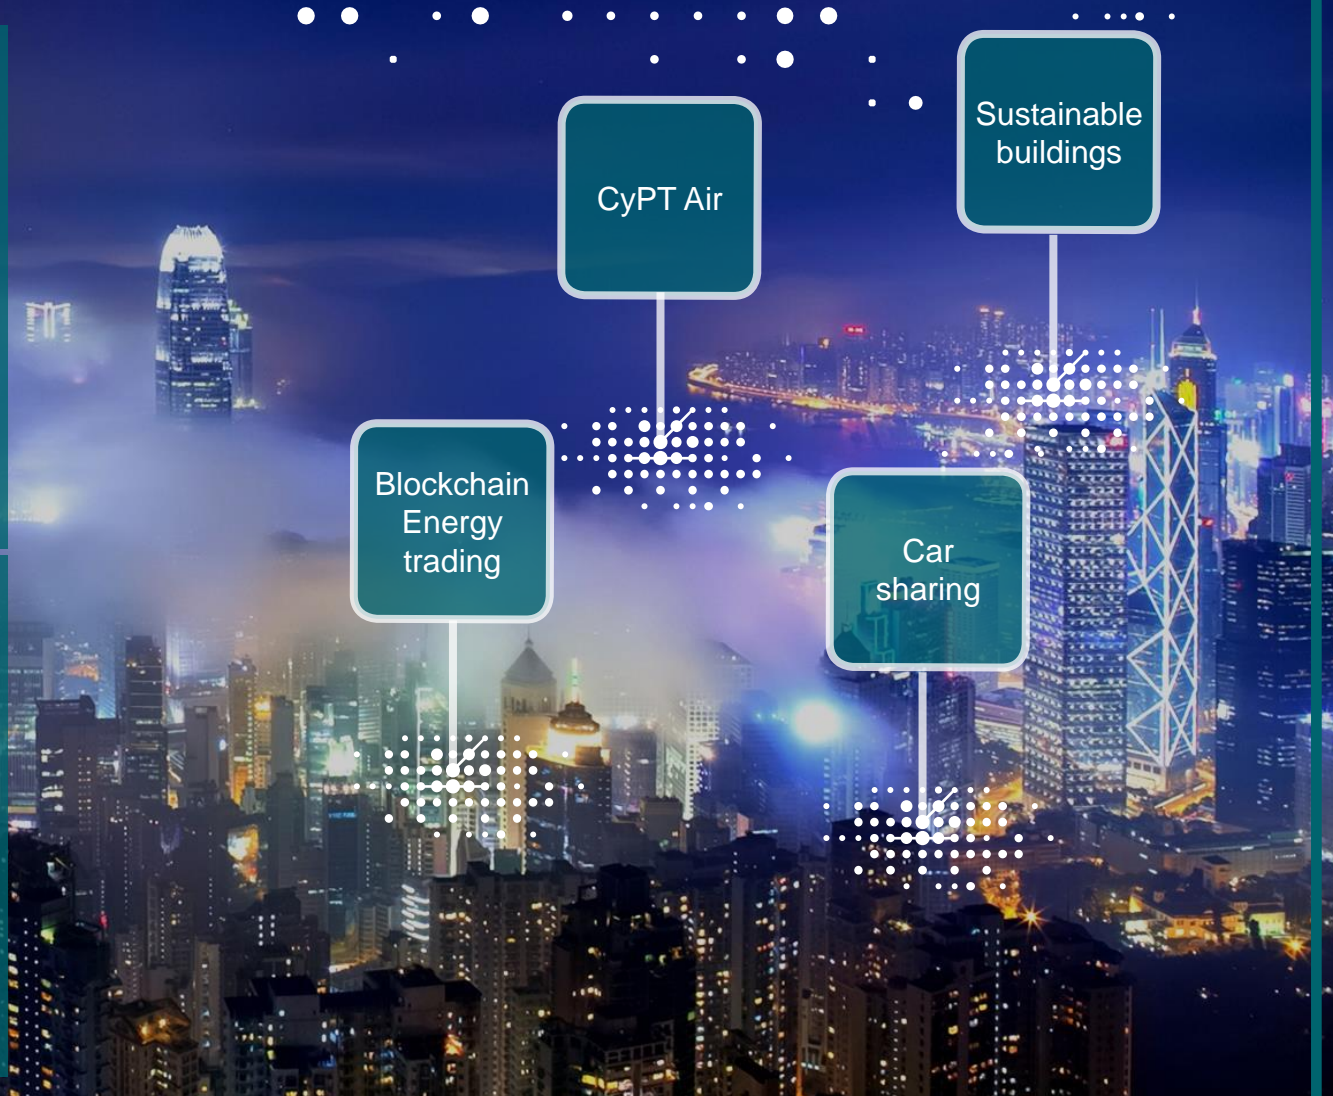 Sustainable
buildings
CyPT Air
Blockchain
Energy
trading
Car
sharing